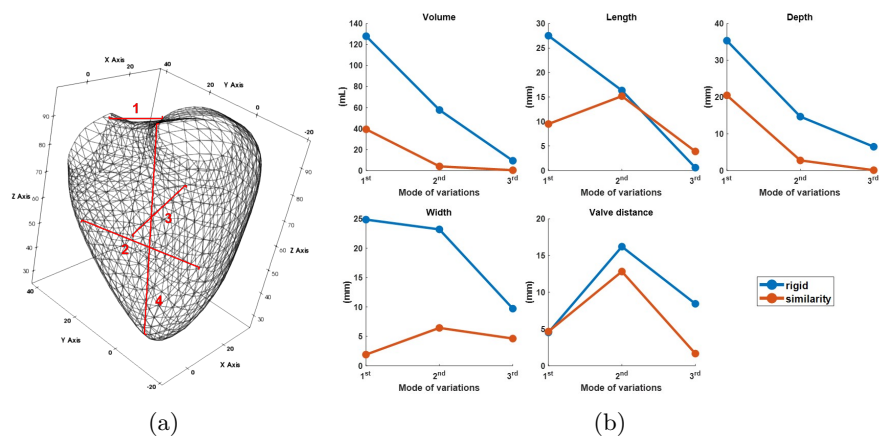 X Axis
0
20
40
40
Y Axis
20
0
-20
1
90
80
70
60
Z Axis
50
40
30
3
2
4
90
80
70
60
Z Axis
50
40
30
40
20
Y Axis
0
-20
0
X Axis
20
(a)
Volume
140
120
100
80
(mL)
60
40
20
0
1st 2nd 3rd
Mode of variations
Length
30
25
20
15
(mm)
10
5
0
1st 2nd 3rd
Mode of variations
Depth
40
30
20
(mm)
10
0
1st 2nd 3rd
Mode of variations
Width
25
20
15
(mm)
10
5
0
1st 2nd 3rd
Mode of variations
Valve distance
20
15
10
(mm)
5
0
1st 2nd 3rd
Mode of variations
rigid
similarity
(b)